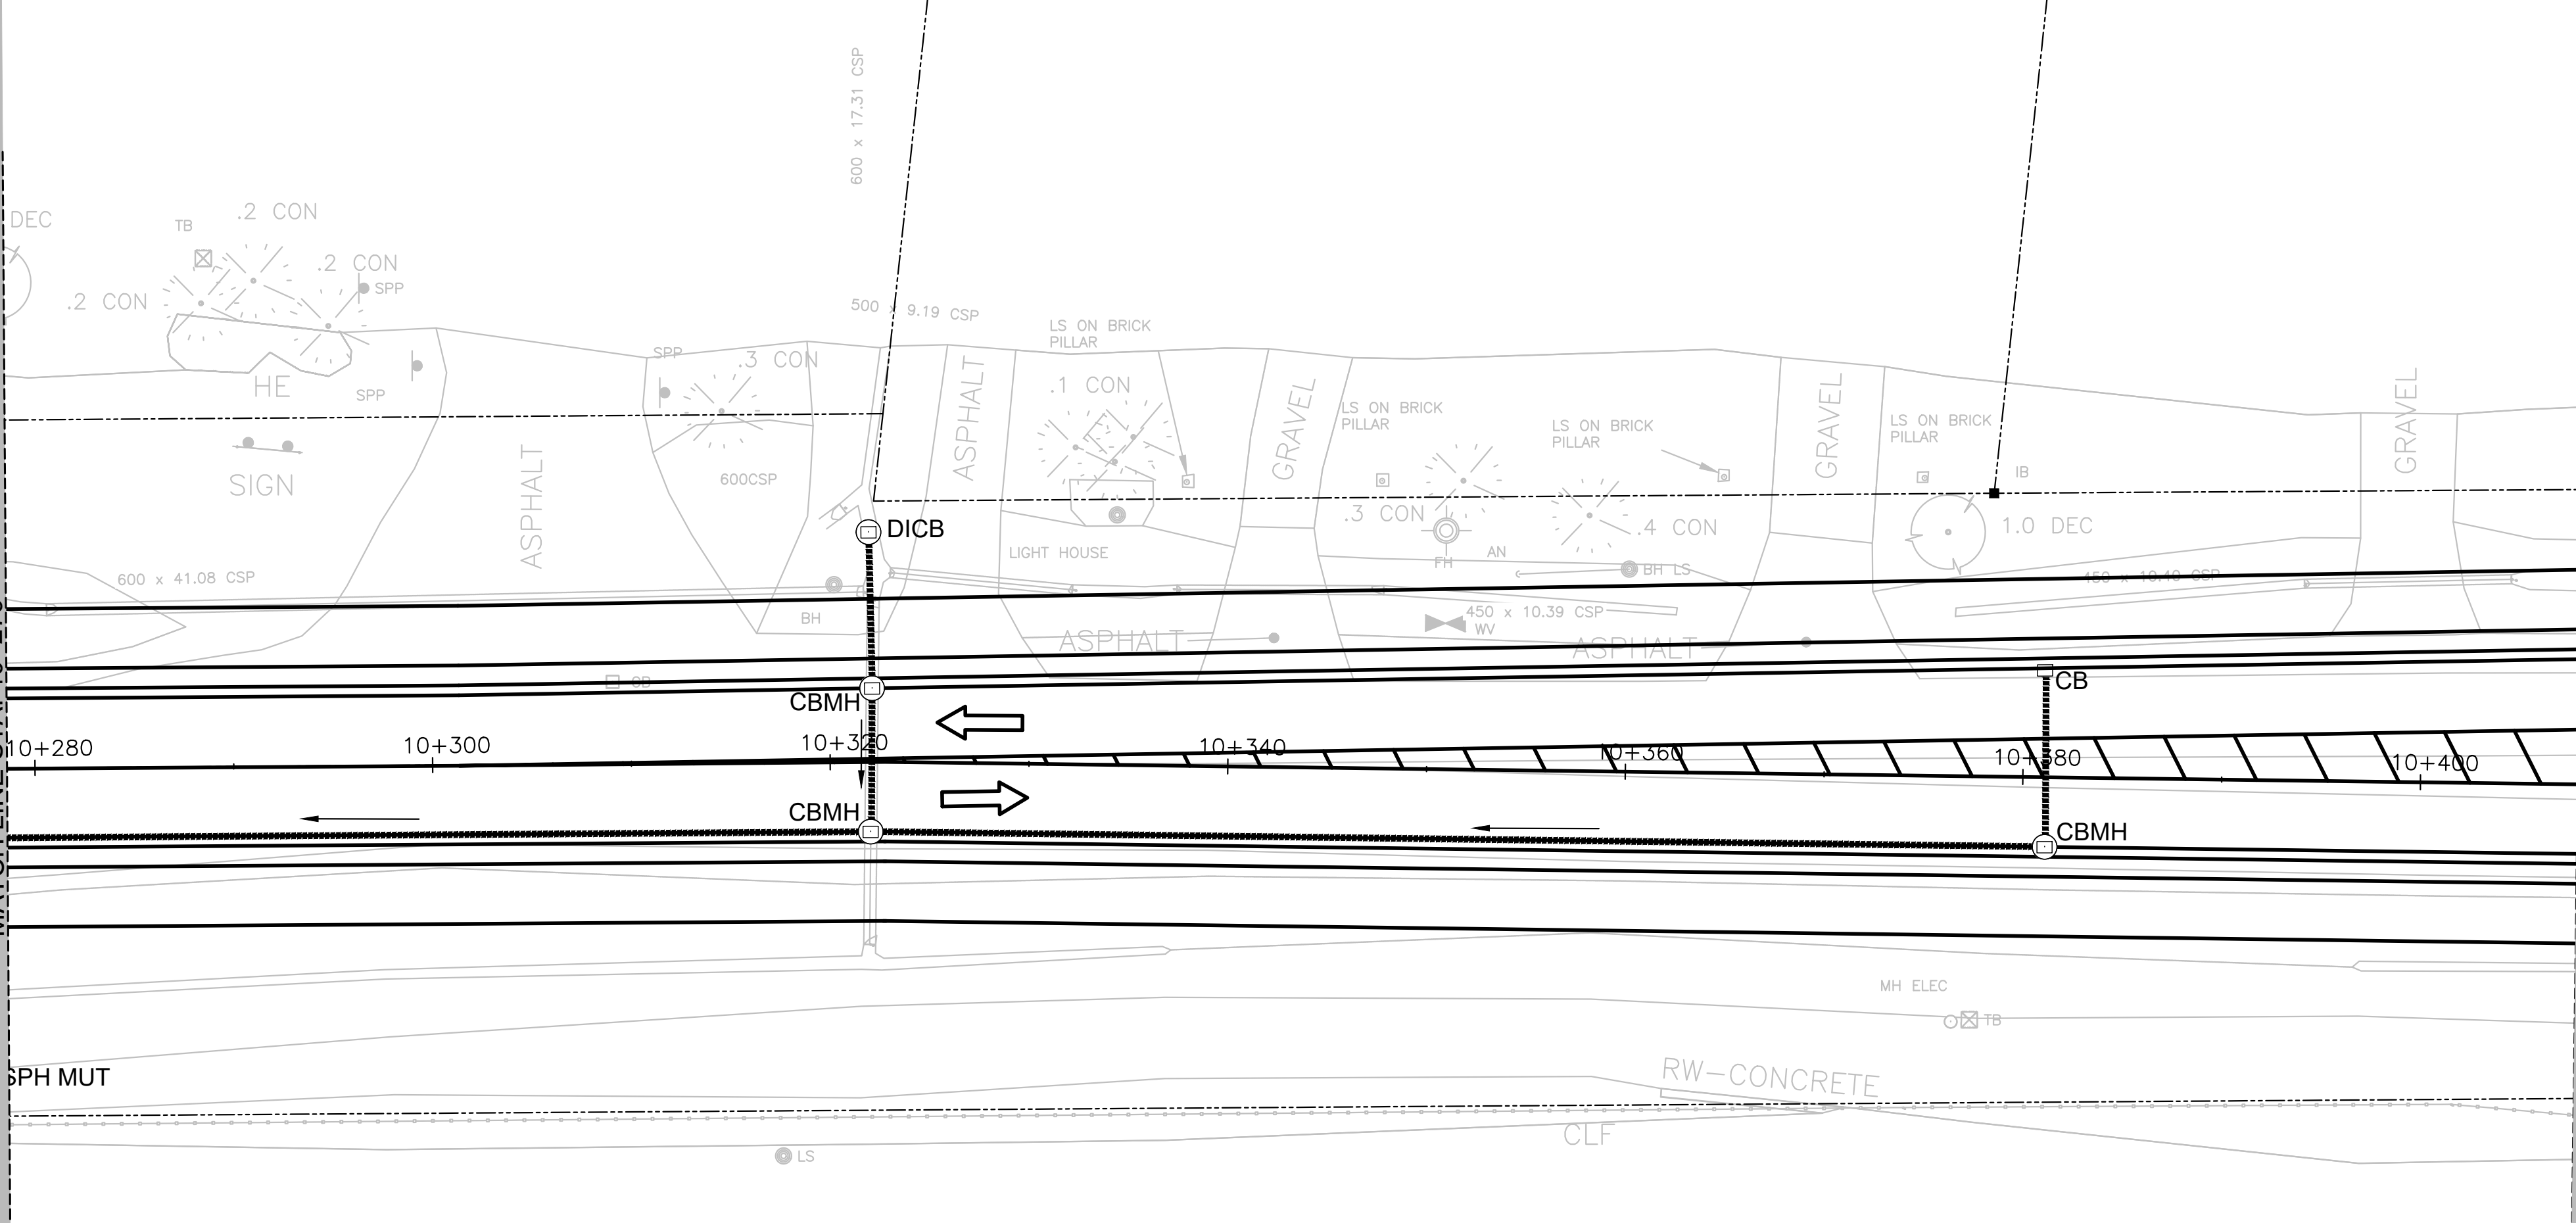 600 x 17.31 CSP
DEC
TB
.2 CON
.2 CON
SPP
.2 CON
500 x 9.19 CSP
LS ON BRICK
PILLAR
SPP
.3 CON
HE
SPP
.1 CON
ASPHALT
GRAVEL
LS ON BRICK
PILLAR
LS ON BRICK
PILLAR
GRAVEL
LS ON BRICK
PILLAR
GRAVEL
SIGN
ASPHALT
600CSP
IB
DICB
.3 CON
.4 CON
1.0 DEC
LIGHT HOUSE
FH
AN
BH LS
600 x 41.08 CSP
450 x 10.40 CSP
BH
450 x 10.39 CSP
WV
ASPHALT
ASPHALT
CB
CB
CBMH
10+280
10+300
10+320
10+340
10+360
10+380
10+400
CBMH
CBMH
MH ELEC
TB
SPH MUT
RW-CONCRETE
CLF
LS